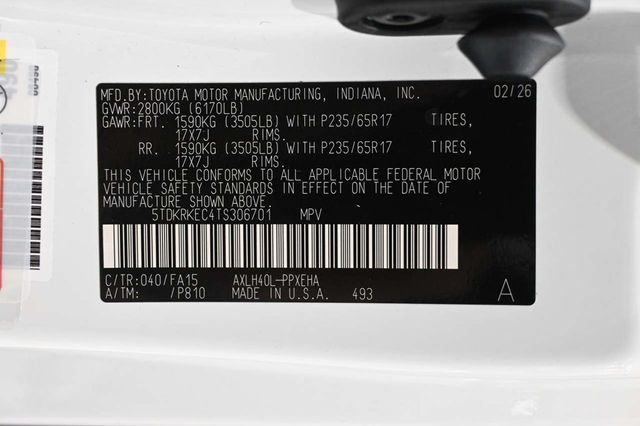 MFD.BY:TOYOTA MOTOR MANUFACTURING, INDIANA, INC. 02/26
GVWR:2800KG (6170LB)
GAWR:FRT. 1590KG (3505LB) WITH P235/65R17 TIRES,
17X7J RIMS.
RR. 1590KG (3505LB) WITH P235/65R17 TIRES,
17X7J RIMS.
THIS VEHICLE CONFORMS TO ALL APPLICABLE FEDERAL MOTOR
VEHICLE SAFETY STANDARDS IN EFFECT ON THE DATE OF
MANUFACTURE SHOWN ABOVE.
5TDKRKEC4TS306701 MPV
C/TR:040/FA15 AXLH40L-PPXEHA
A/TM: /P810 MADE IN U.S.A. 493
A